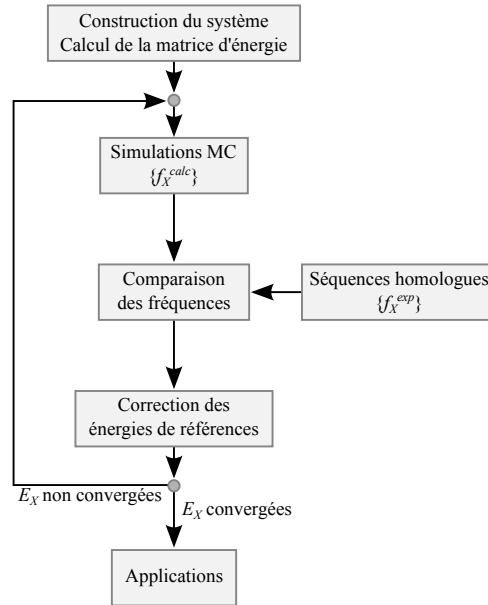 Construction du système
Calcul de la matrice d'énergie
Simulations MC
{f_X^calc}
Comparaison
des fréquences
Séquences homologues
{f_X^exp}
Correction des
énergies de références
E_X non convergées
E_X convergées
Applications